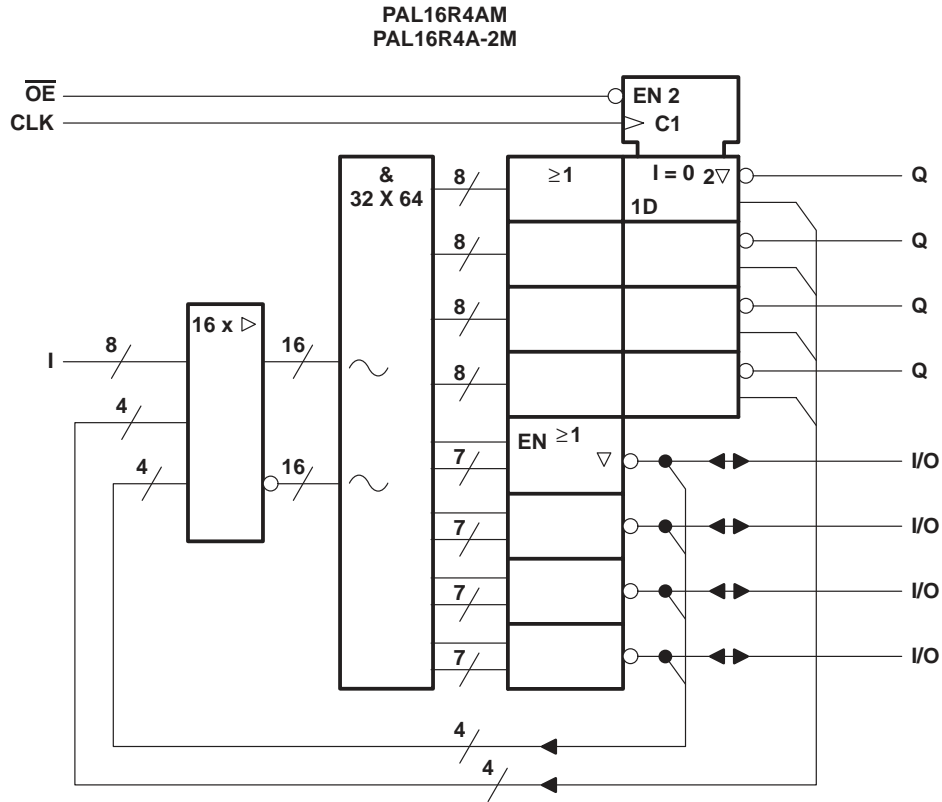 PAL16R4AM
PAL16R4A-2M
OE
EN 2
CLK
C1
&
32 X 64
8
≥1
I = 0
2▽
Q
1D
8
Q
8
Q
16 x ▷
I
8
16
8
Q
4
EN ≥1
▽
7
I/O
4
16
7
I/O
7
I/O
7
I/O
4
4